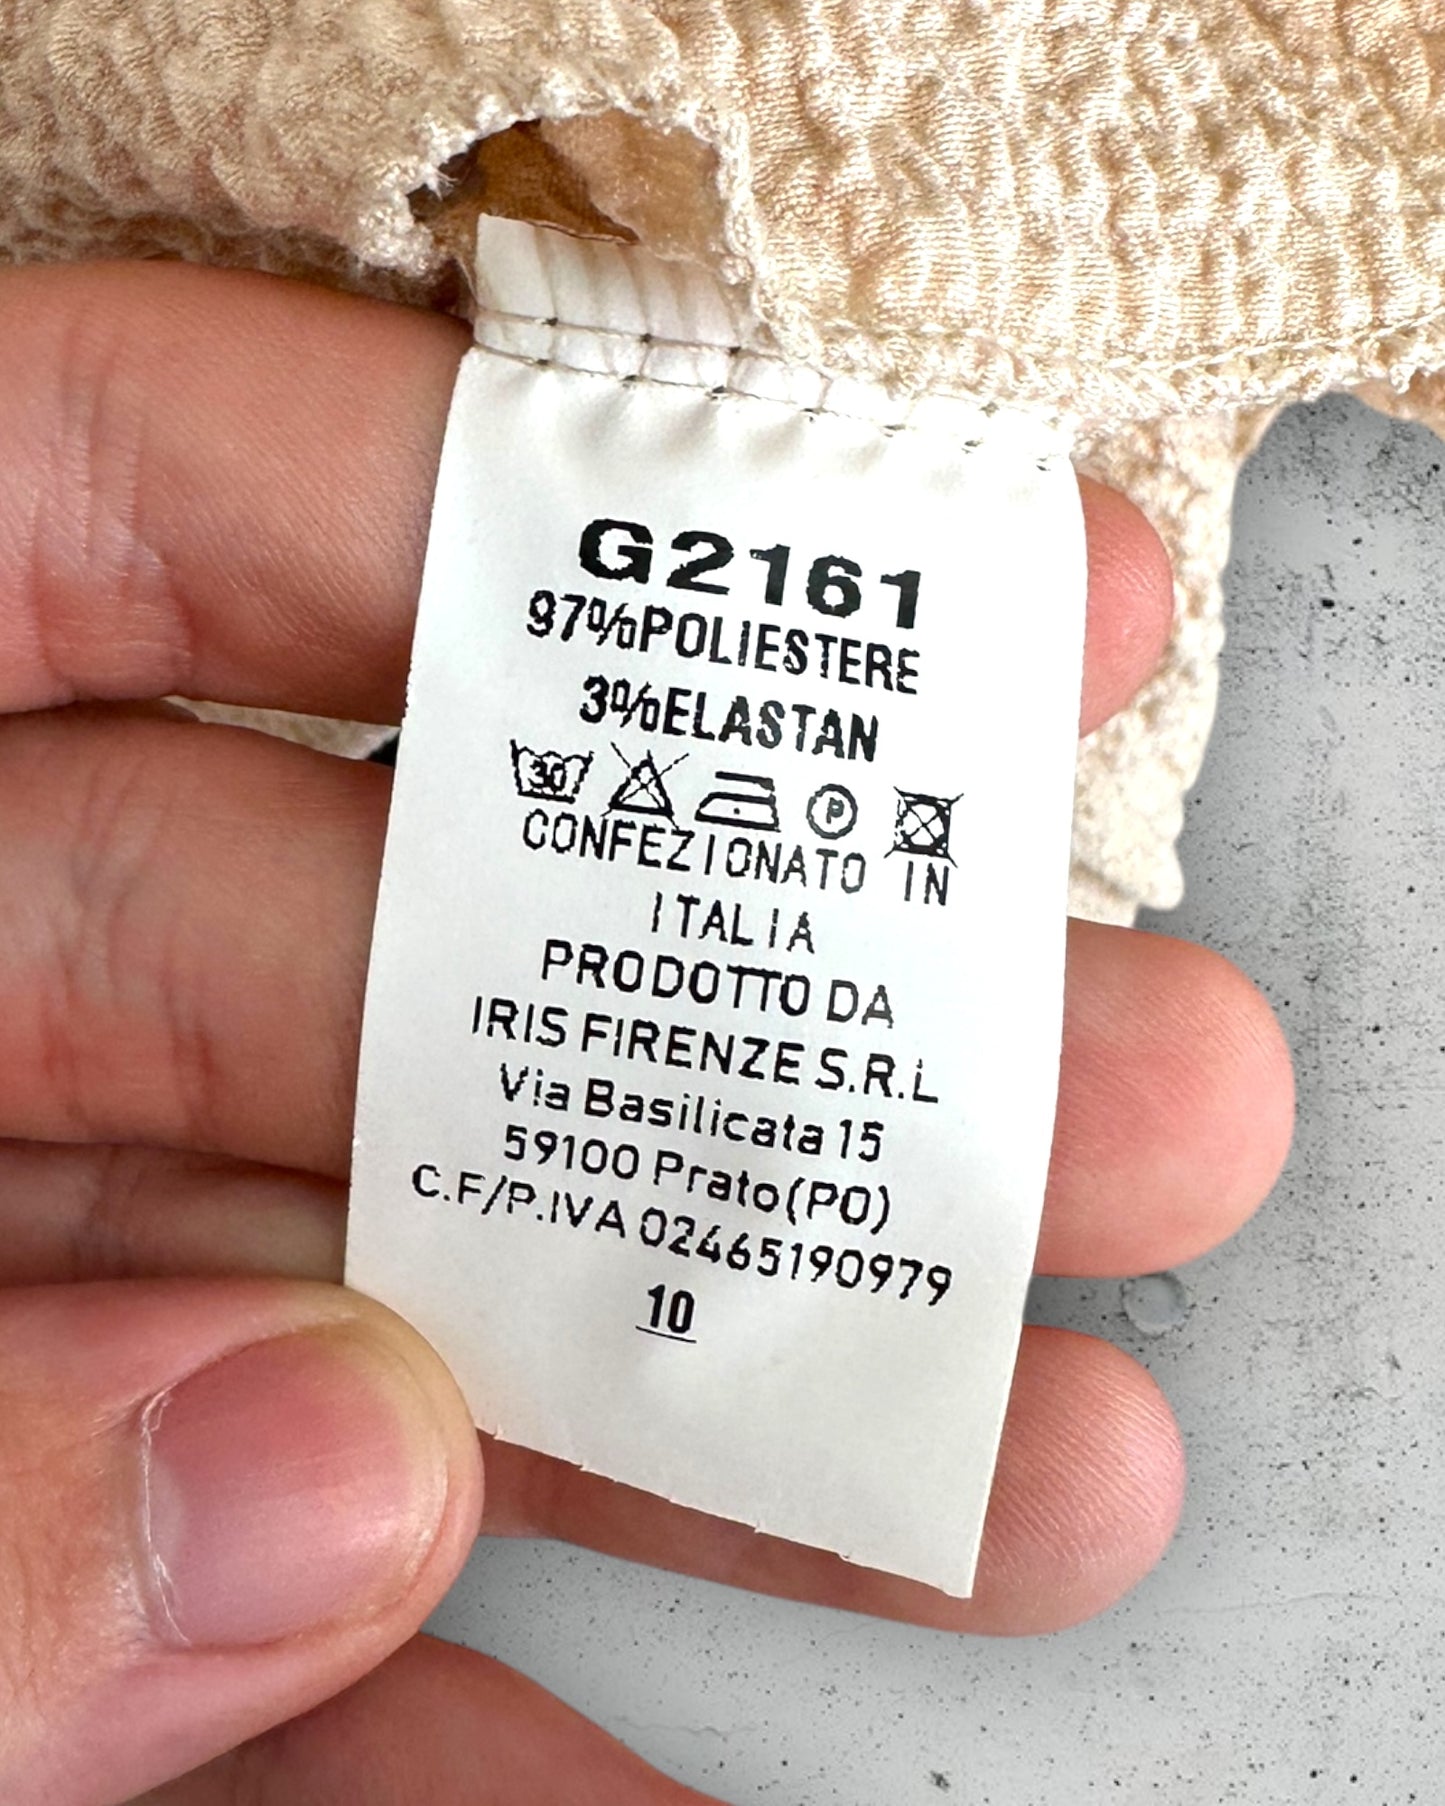 G2161
97%POLIESTERE
3%ELASTAN
30 P
CONFEZIONATO IN
ITALIA
PRODOTTO DA
IRIS FIRENZE S.R.L
Via Basilicata 15
59100 Prato(PO)
C.F/P.IVA 02465190979
10